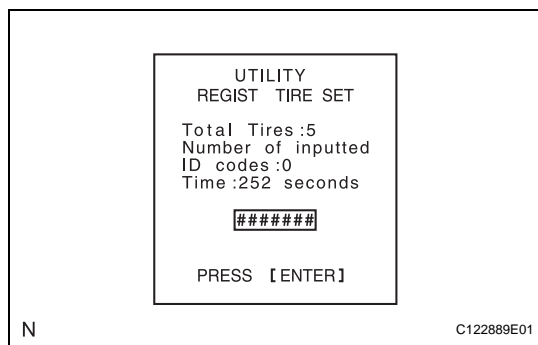 UTILITY
REGIST TIRE SET
Total Tires :5
Number of inputted
ID codes :0
Time :252 seconds
#######
PRESS [ENTER]
N
C122889E01